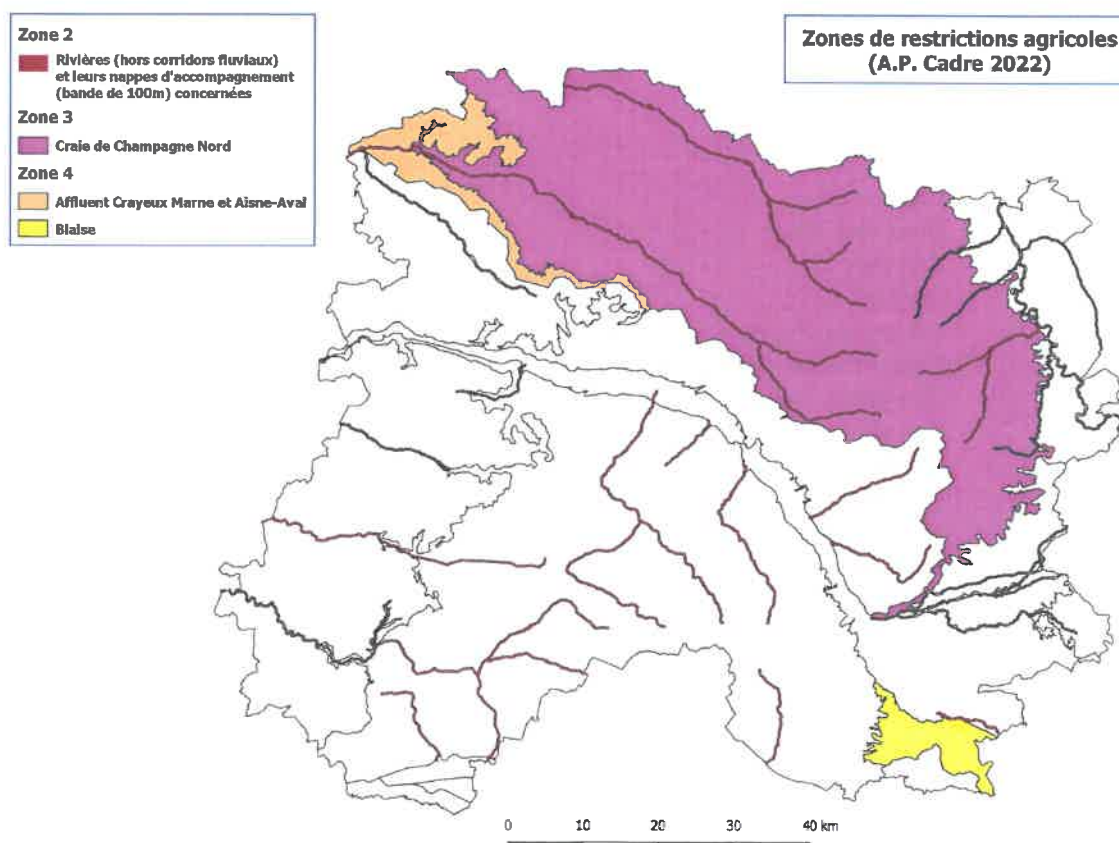 Zone 2
Rivières (hors corridors fluviaux)
et leurs nappes d'accompagnement
(bande de 100m) concernées
Zone 3
Craie de Champagne Nord
Zone 4
Affluent Crayeux Marne et Aisne-Aval
Blaise
Zones de restrictions agricoles
(A.P. Cadre 2022)
0 10 20 30 40 km